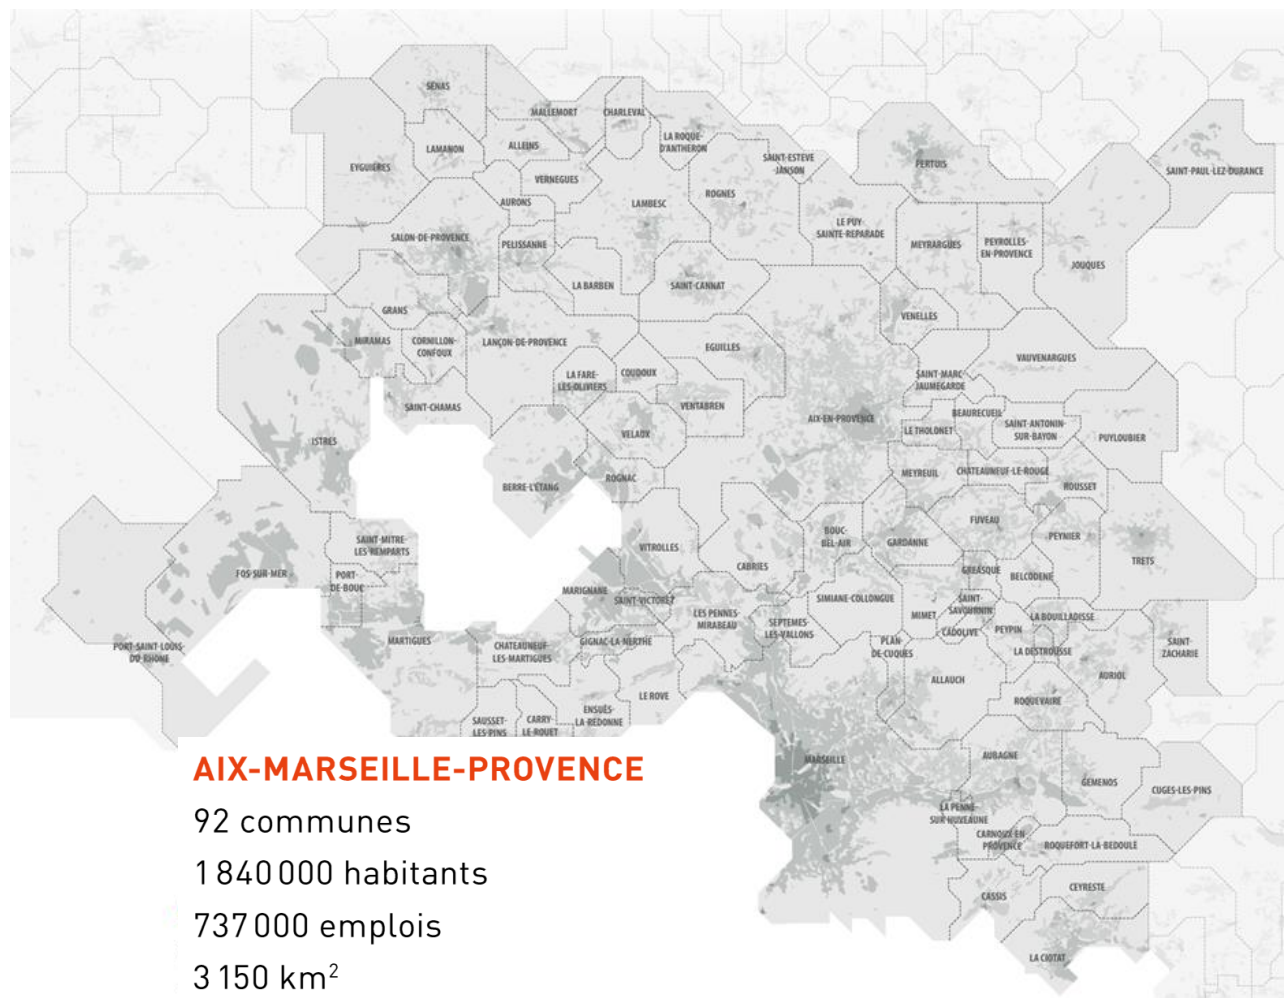 SÉNAS
MALLEMORT
CHARLEVAL
LAMANON
ALLEINS
LA ROQUE-
D'ANTHERON
EYGUIÈRES
VERNEGUES
SAINT-ESTEVE
-JANSON
PERTUIS
SAINT-PAUL-LEZ-DURANCE
AURONS
LAMBESC
ROGNES
LE PUY-
SAINTE-REPARADE
SALON-DE-PROVENCE
PELISSANNE
MEYRARGUES
PEYROLLES-
EN-PROVENCE
JOUQUES
LA BARBEN
SAINT-CANNAT
GRANS
VENELLES
MIRAMAS
CORNILLON-
CONFOUX
LANÇON-DE-PROVENCE
EGUILLES
VAUVENARGUES
LA FARE-
LES-OLIVIERS
COUDOUX
SAINT-MARC-
JAUMEGARDE
SAINT-CHAMAS
VENTABREN
AIX-EN-PROVENCE
BEAURECUEIL
ISTRES
VELAUX
LE THOLONET
SAINT-ANTONIN-
SUR-BAYON
PUYLOUBIER
BERRE-L'ÉTANG
ROGNAC
MEYREUIL
CHATEAUNEUF-LE-ROUGE
ROUSSET
SAINT-MITRE-
LES-REMPARTS
VITROLLES
BOUC-
BEL-AIR
GARDANNE
FUVEAU
PEYNIER
TRETS
FOS-SUR-MER
PORT-
DE-BOUC
CABRIES
GREASQUE
BELCODENE
MARIGNANE
SAINT-VICTORET
SIMIANE-COLLONGUE
LES PENNES-
MIRABEAU
SEPTEMES-
LES-VALLONS
MIMET
SAINT-
SAVOURNIN
CADOLIVE
PEYPIN
LA BOUILLADISSE
PORT-SAINT-LOUIS-
DU-RHONE
MARTIGUES
CHATEAUNEUF-
LES-MARTIGUES
GIGNAC-LA-NERTHE
PLAN-
DE-CUQUES
LA DESTROUSSE
SAINT-
ZACHARIE
ALLAUCH
AURIOL
LE ROVE
ROQUEVAIRE
SAUSSET-
LES-PINS
CARRY-
LE-ROUET
ENSUÈS-
LA-REDONNE
MARSEILLE
AUBAGNE
GEMENOS
CUGES-LES-PINS
LA PENNE-
SUR-HUVEAUNE
CARNOUX-EN
PROVENCE
ROQUEFORT-LA-BEDOULE
CASSIS
CEYRESTE
LA CIOTAT
AIX-MARSEILLE-PROVENCE
92 communes
1 840 000 habitants
737 000 emplois
3 150 km²